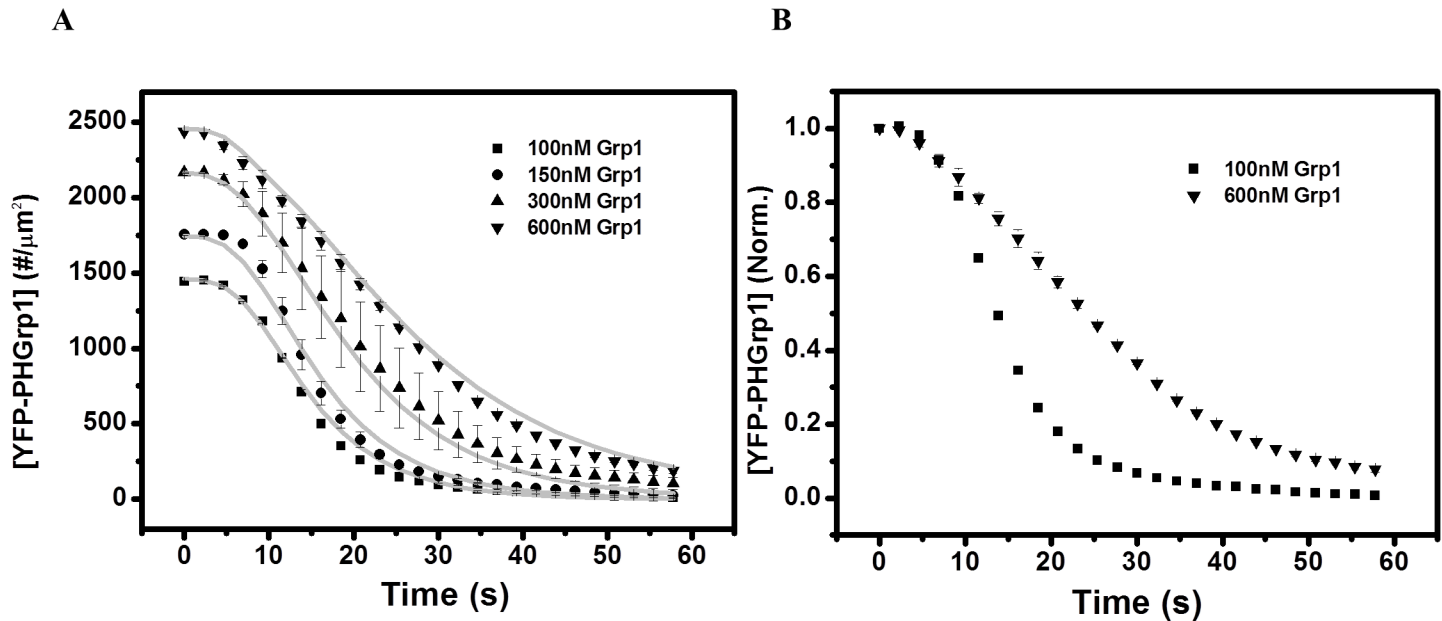 A
[YFP-PHGrp1] (#/μm²)
2500
2000
1500
1000
500
0
100nM Grp1
150nM Grp1
300nM Grp1
600nM Grp1
0 10 20 30 40 50 60
Time (s)
B
[YFP-PHGrp1] (Norm.)
1.0
0.8
0.6
0.4
0.2
0.0
100nM Grp1
600nM Grp1
0 10 20 30 40 50 60
Time (s)